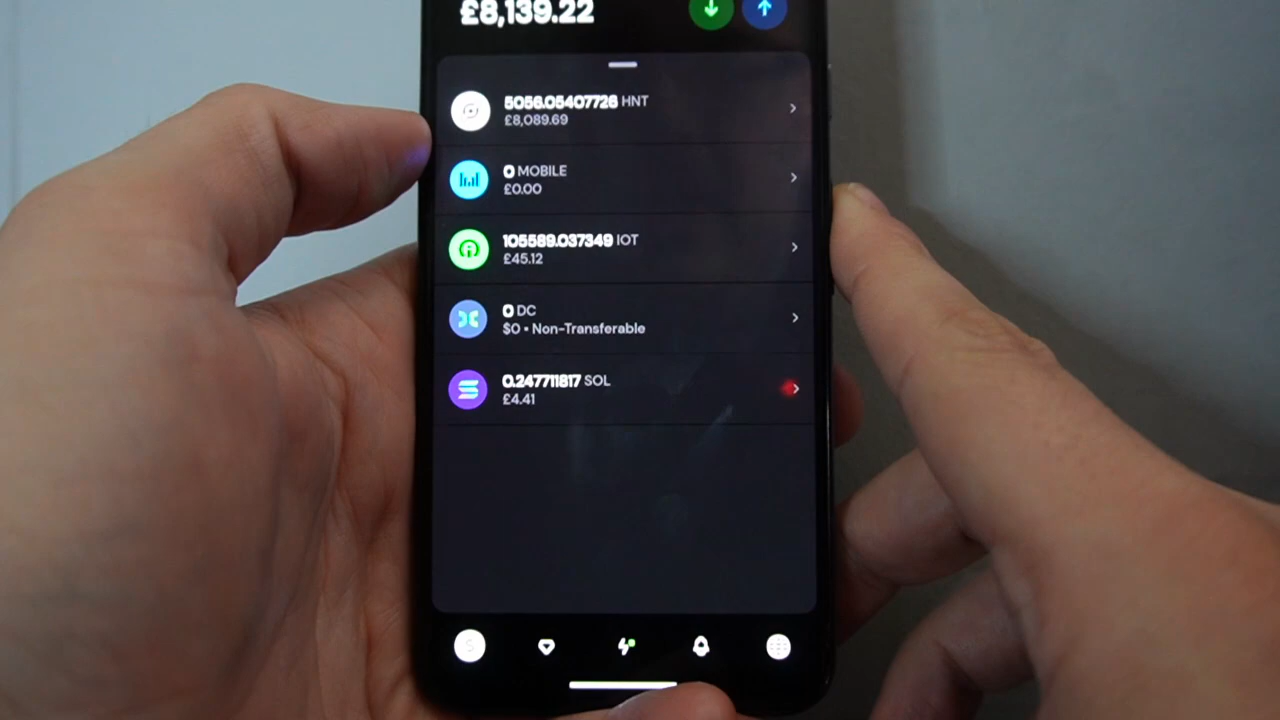 £8,139.22
5056.05407726 HNT
£8,089.69
0 MOBILE
£0.00
105589.037349 IOT
£45.12
0 DC
$0 • Non-Transferable
0.247711817 SOL
£4.41
S